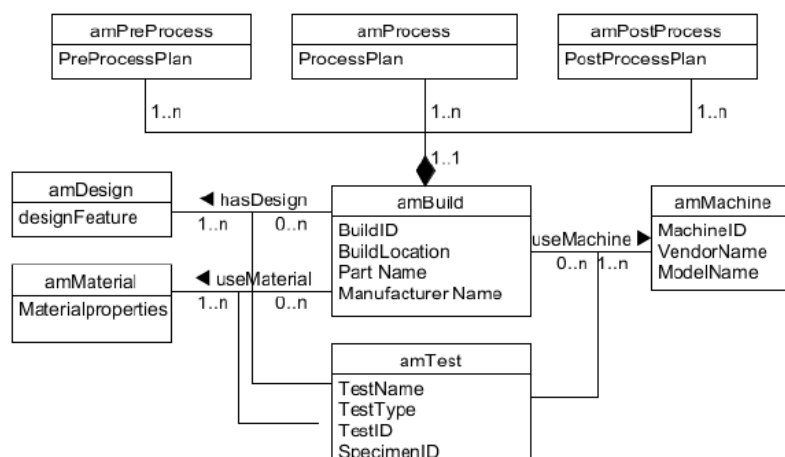 amPreProcess
PreProcessPlan
amProcess
ProcessPlan
amPostProcess
PostProcessPlan
1..n
1..n
1..n
1..1
amDesign
designFeature
◀ hasDesign
1..n
0..n
amBuild
BuildID
BuildLocation
Part Name
Manufacturer Name
useMachine ▶
0..n
1..n
amMachine
MachineID
VendorName
ModelName
amMaterial
Materialproperties
◀ useMaterial
1..n
0..n
amTest
TestName
TestType
TestID
SpecimenID